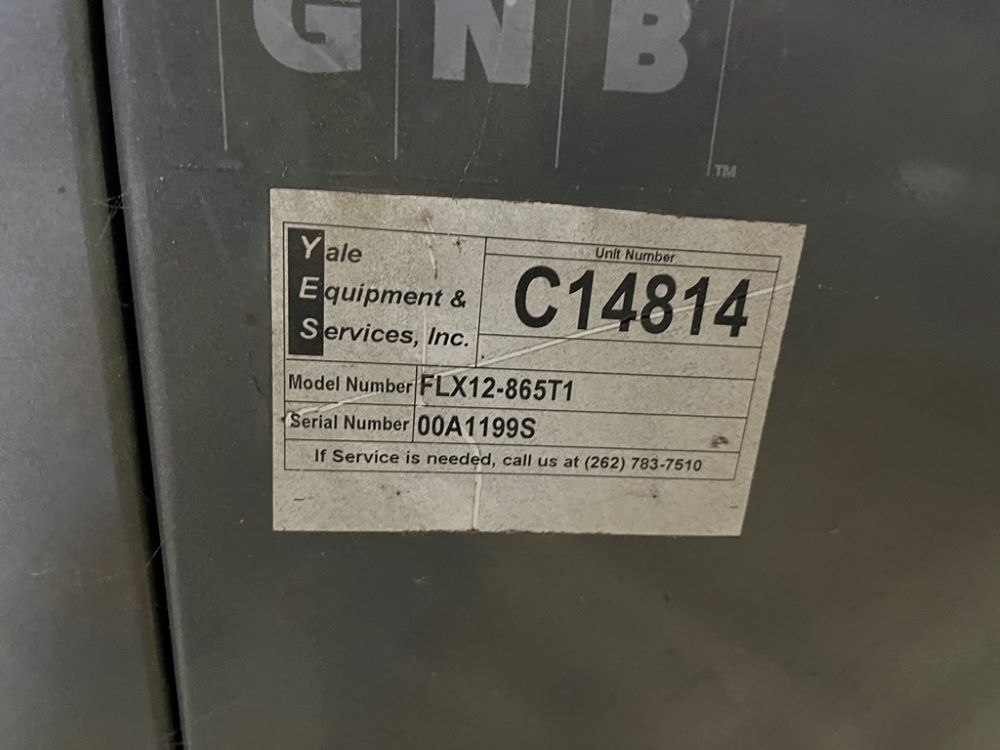 GNB
TM
Yale
Equipment &
Services, Inc.
Unit Number
C14814
Model Number FLX12-865T1
Serial Number 00A1199S
If Service is needed, call us at (262) 783-7510